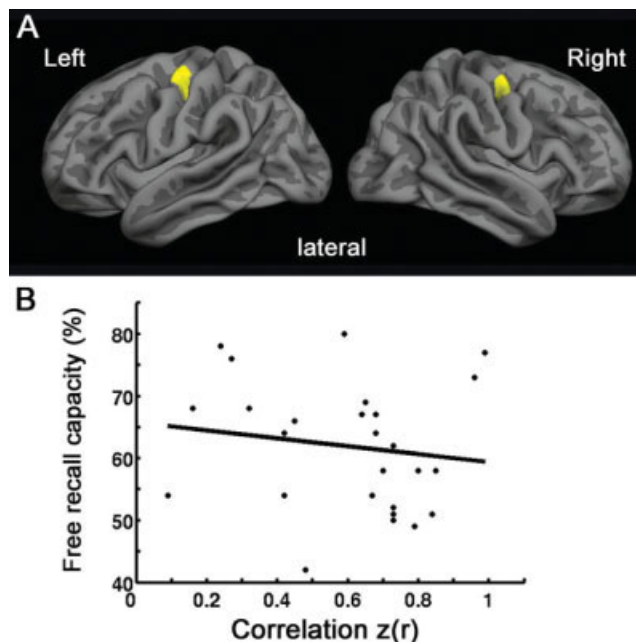 A
Left
Right
lateral
B
Free recall capacity (%)
80
70
60
50
40
0 0.2 0.4 0.6 0.8 1
Correlation z(r)